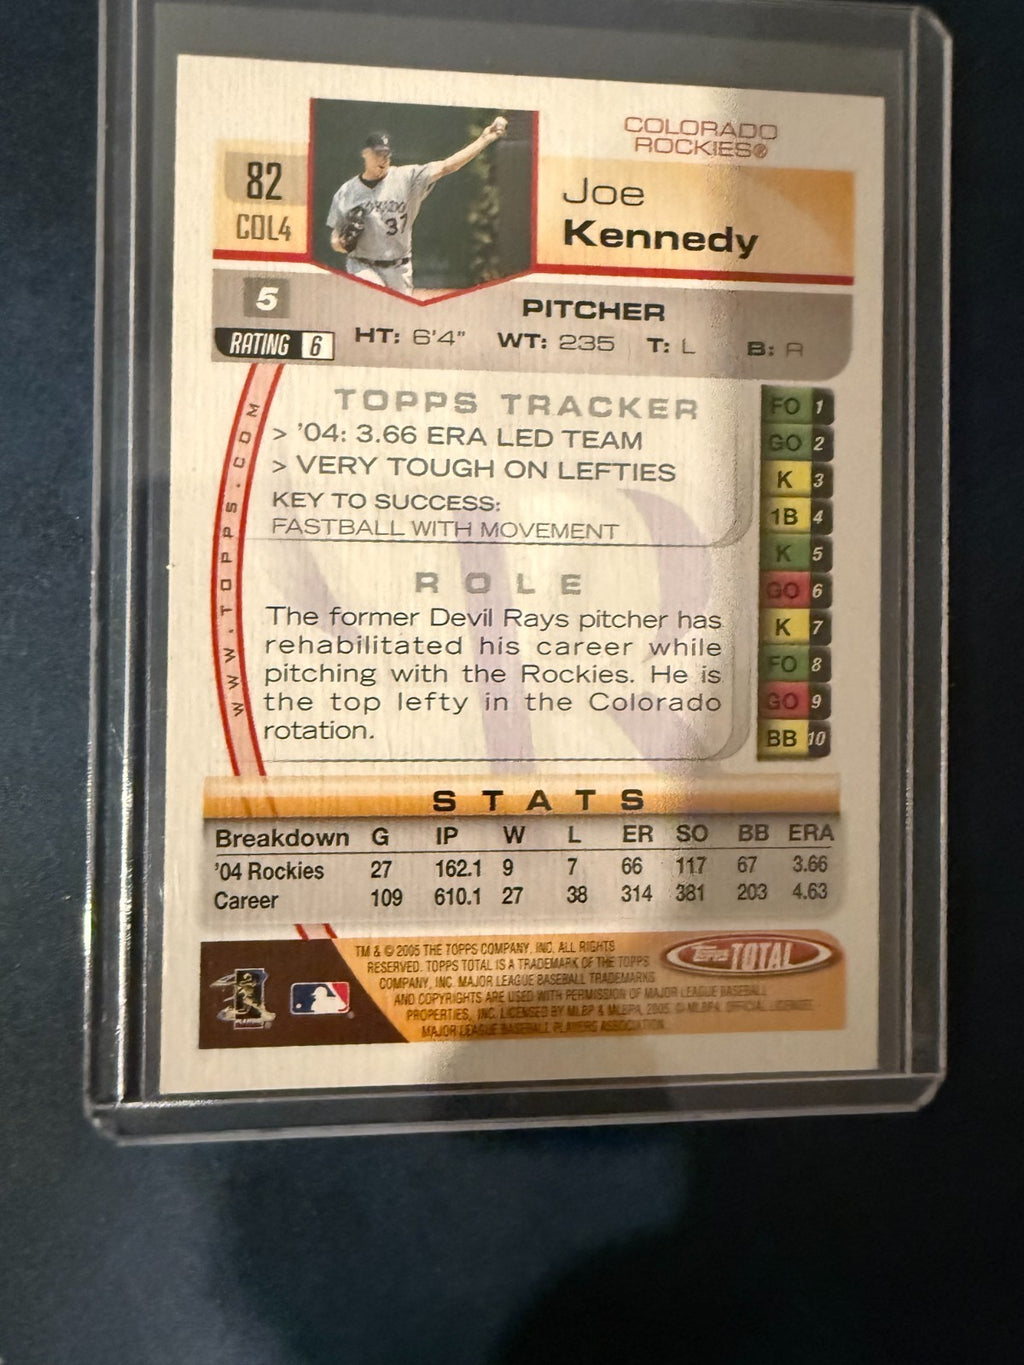 COLORADO
ROCKIES®
82
COL4
Joe
Kennedy
37
5
PITCHER
RATING 6
HT: 6'4" WT: 235 T: L B: R
WWW.TOPPS.COM
TOPPS TRACKER
> '04: 3.66 ERA LED TEAM
> VERY TOUGH ON LEFTIES
KEY TO SUCCESS:
FASTBALL WITH MOVEMENT
ROLE
The former Devil Rays pitcher has
rehabilitated his career while
pitching with the Rockies. He is
the top lefty in the Colorado
rotation.
FO 1
GO 2
K 3
1B 4
K 5
GO 6
K 7
FO 8
GO 9
BB 10
STATS
Breakdown G IP W L ER SO BB ERA
'04 Rockies 27 162.1 9 7 66 117 67 3.66
Career 109 610.1 27 38 314 381 203 4.63
TM & © 2005 THE TOPPS COMPANY, INC. ALL RIGHTS
RESERVED. TOPPS TOTAL IS A TRADEMARK OF THE TOPPS
COMPANY, INC. MAJOR LEAGUE BASEBALL TRADEMARKS
AND COPYRIGHTS ARE USED WITH PERMISSION OF MAJOR LEAGUE BASEBALL
PROPERTIES, INC. LICENSED BY MLBP & MLBPA, 2005. © MLBPA. OFFICIAL LICENSEE
MAJOR LEAGUE BASEBALL PLAYERS ASSOCIATION
Topps TOTAL